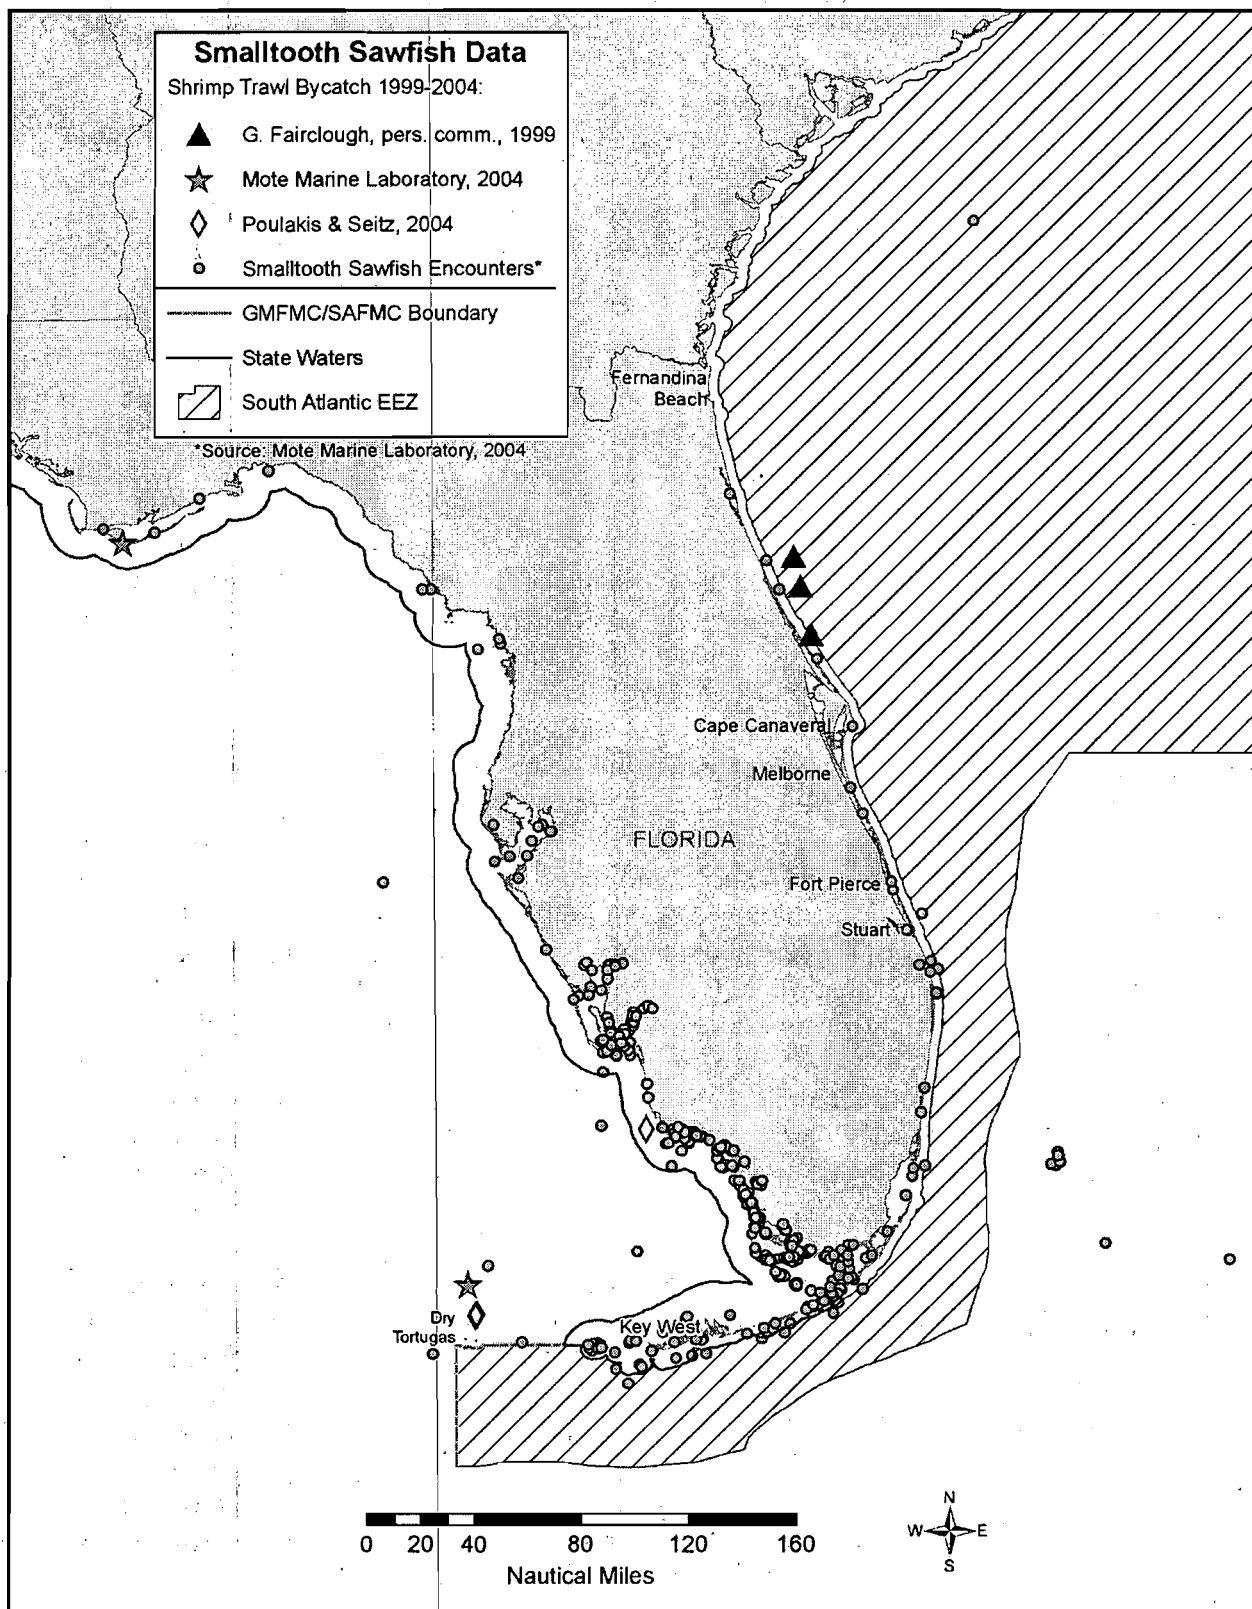 Smalltooth Sawfish Data
Shrimp Trawl Bycatch 1999-2004:
G. Fairclough, pers. comm., 1999
Mote Marine Laboratory, 2004
Poulakis & Seitz, 2004
Smalltooth Sawfish Encounters*
GMFMC/SAFMC Boundary
State Waters
South Atlantic EEZ
*Source: Mote Marine Laboratory, 2004
Fernandina
Beach
Cape Canaveral
Melborne
FLORIDA
Fort Pierce
Stuart
Dry
Tortugas
Key West
0 20 40 80 120 160
Nautical Miles
N
W E
S